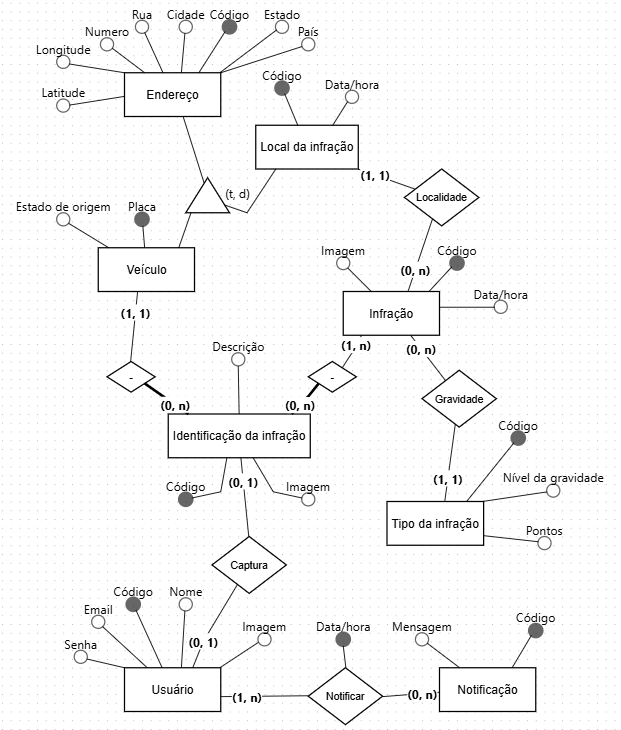 Rua
Cidade
Código
Estado
Numero
País
Longitude
Latitude
Endereço
Código
Data/hora
Local da infração
(1, 1)
(t, d)
Localidade
Estado de origem
Placa
Veículo
Imagem
(0, n)
Código
Data/hora
Infração
(1, 1)
(1, n)
(0, n)
Descrição
-
-
Gravidade
(0, n)
(0, n)
Identificação da infração
Código
(0, 1)
Imagem
(1, 1)
Código
Nível da gravidade
Tipo da infração
Pontos
Captura
Código
Nome
Email
Senha
(0, 1)
Imagem
Data/hora
Mensagem
Código
Usuário
(1, n)
Notificar
(0, n)
Notificação